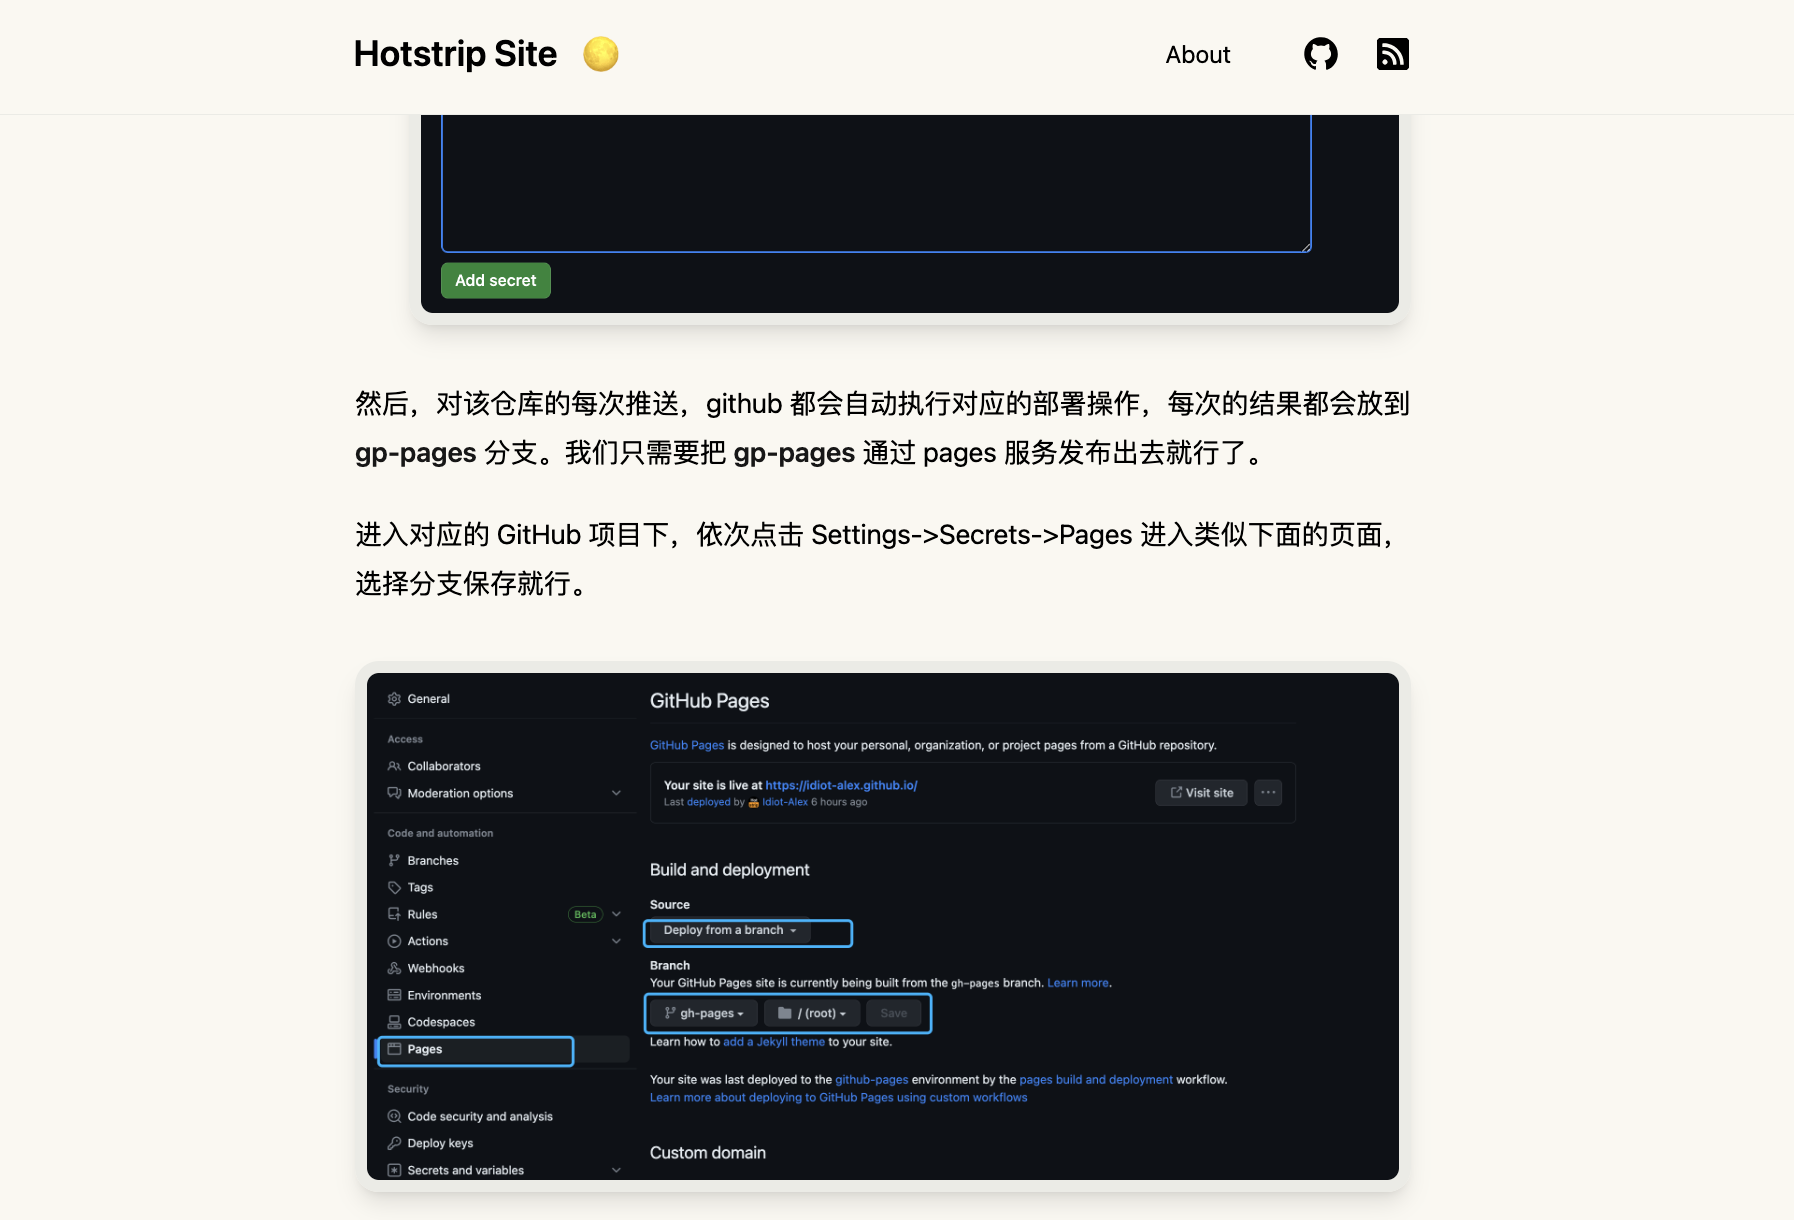 Hotstrip Site
About
Add secret
然后，对该仓库的每次推送，github 都会自动执行对应的部署操作，每次的结果都会放到
gp-pages 分支。我们只需要把 gp-pages 通过 pages 服务发布出去就行了。
进入对应的 GitHub 项目下，依次点击 Settings->Secrets->Pages 进入类似下面的页面，
选择分支保存就行。
General
Access
Collaborators
Moderation options
Code and automation
Branches
Tags
Rules Beta
Actions
Webhooks
Environments
Codespaces
Pages
Security
Code security and analysis
Deploy keys
Secrets and variables
GitHub Pages
GitHub Pages is designed to host your personal, organization, or project pages from a GitHub repository.
Your site is live at https://idiot-alex.github.io/
Last deployed by Idiot-Alex 6 hours ago
Visit site
Build and deployment
Source
Deploy from a branch
Branch
Your GitHub Pages site is currently being built from the gh-pages branch. Learn more.
gh-pages / (root) Save
Learn how to add a Jekyll theme to your site.
Your site was last deployed to the github-pages environment by the pages build and deployment workflow.
Learn more about deploying to GitHub Pages using custom workflows
Custom domain